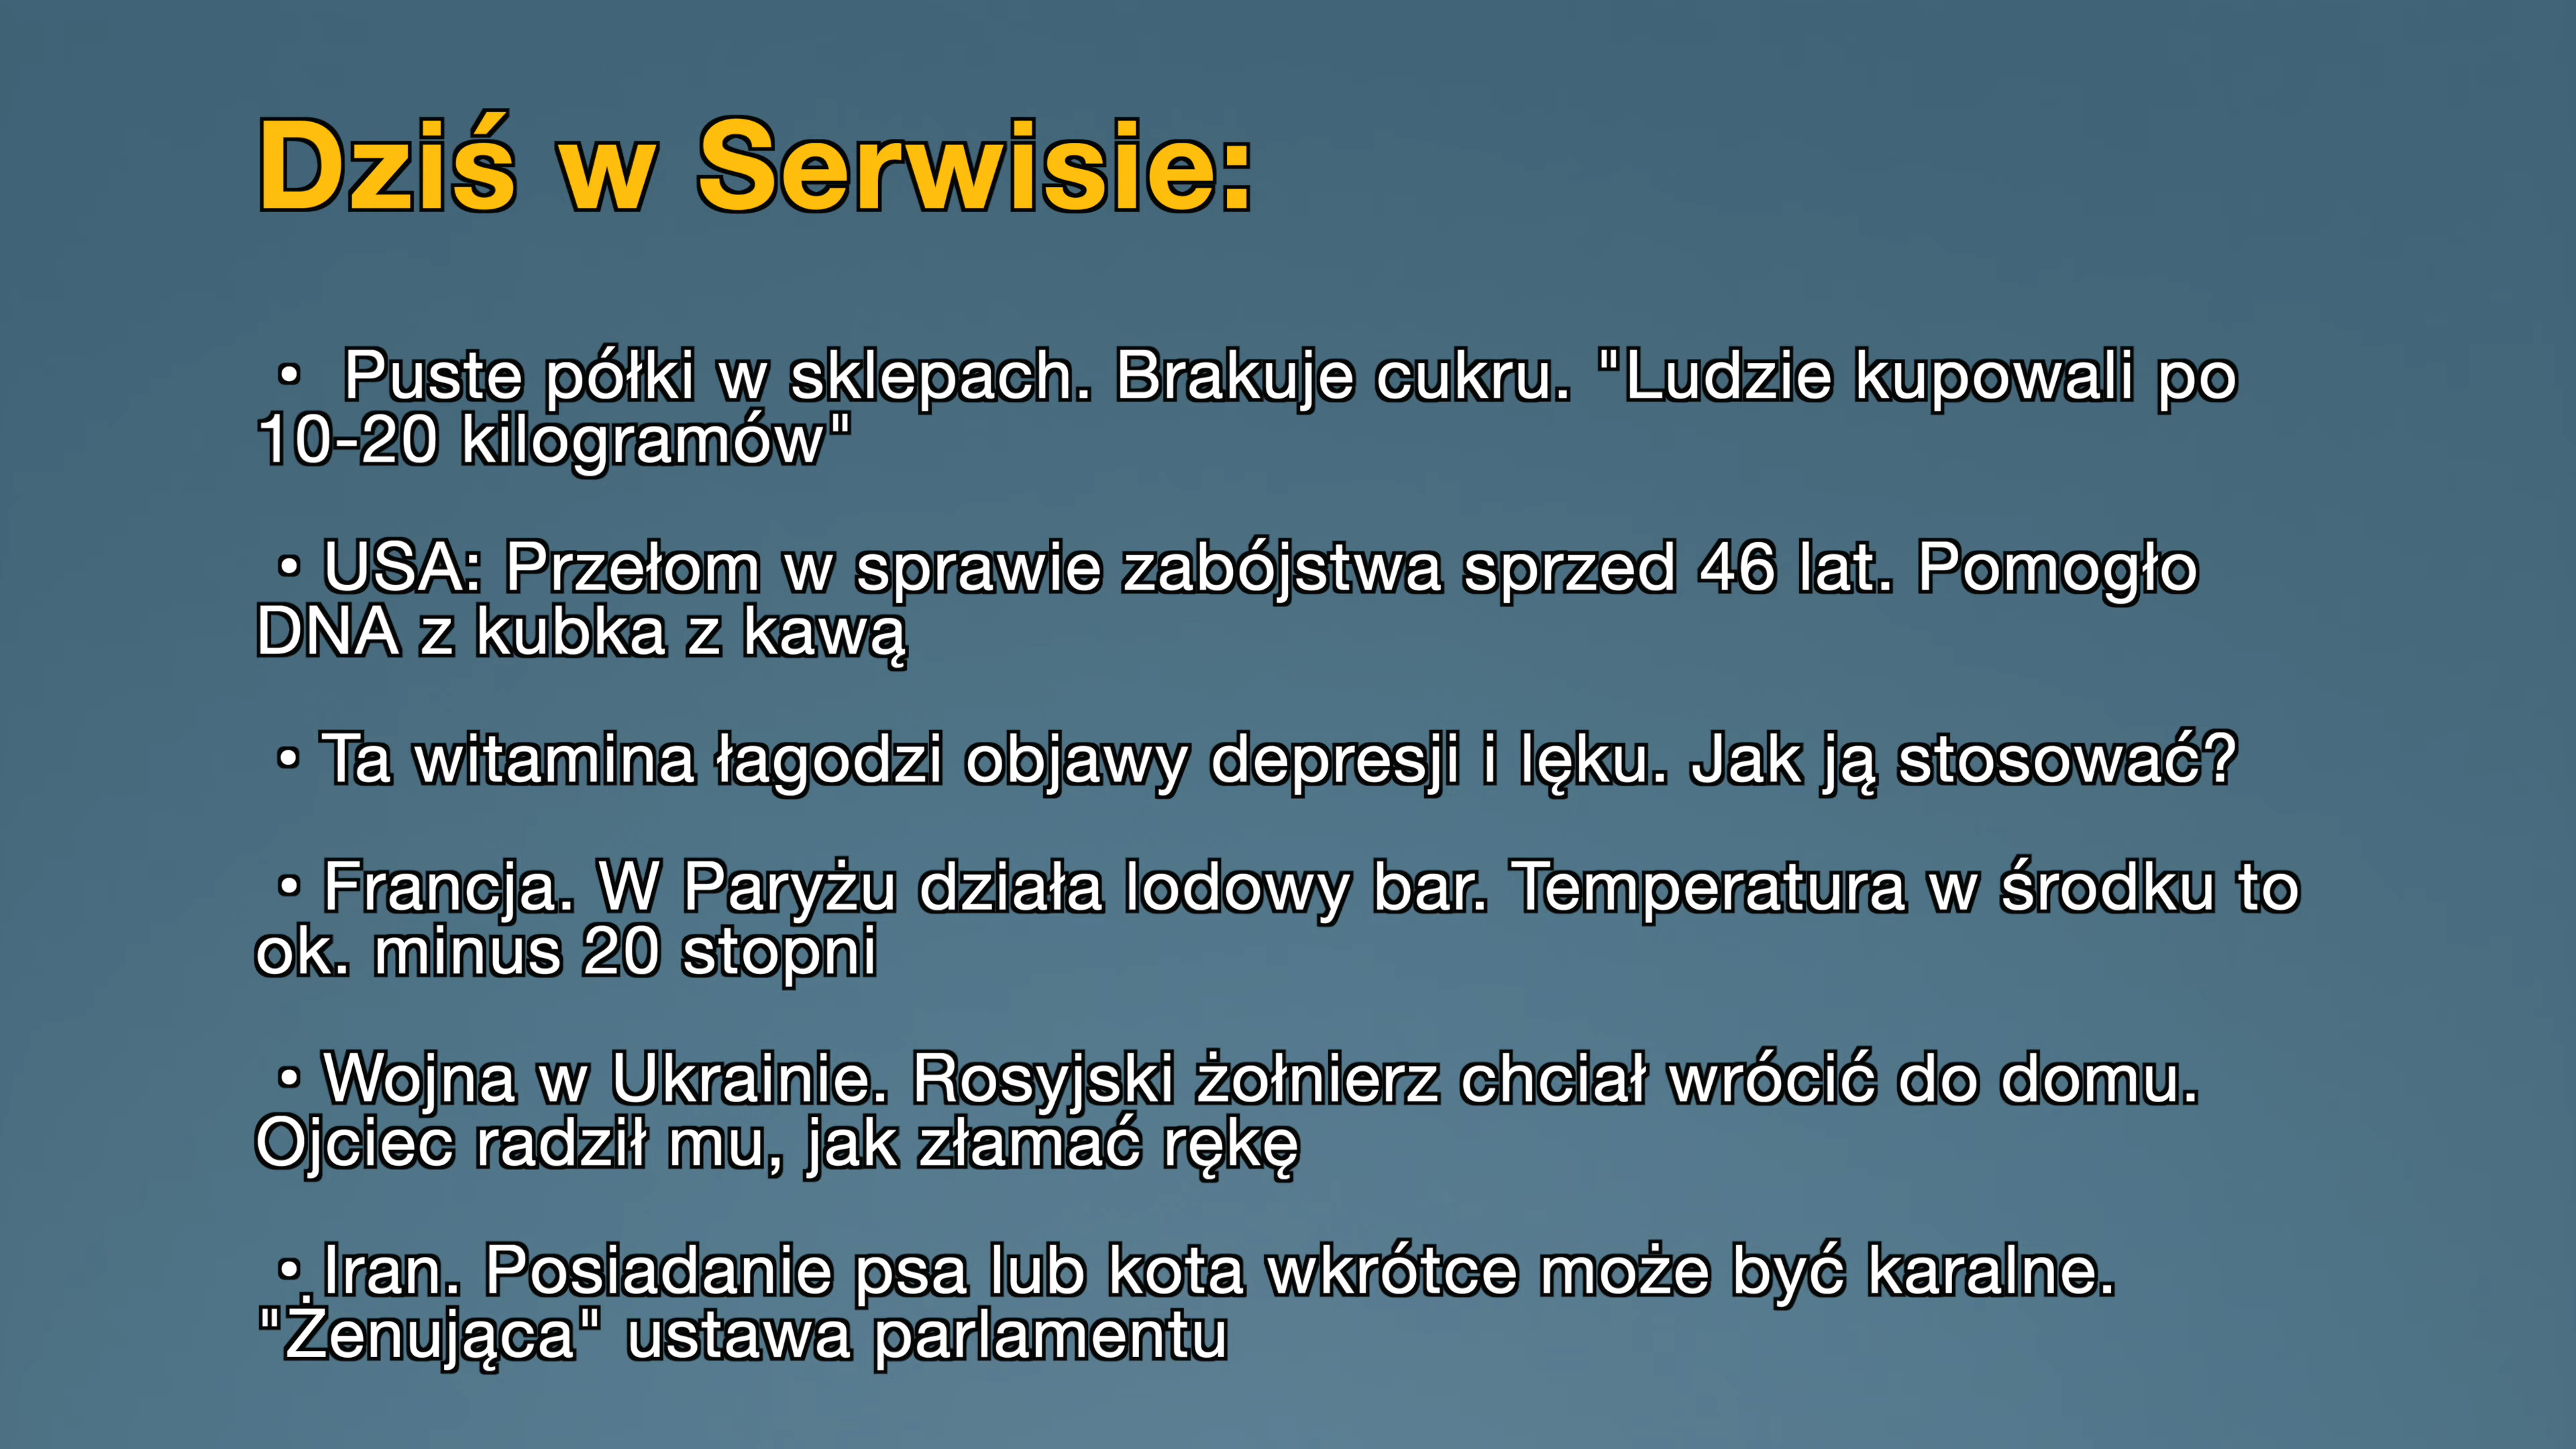 Dziś w Serwisie:
• Puste półki w sklepach. Brakuje cukru. "Ludzie kupowali po
10-20 kilogramów"
• USA: Przełom w sprawie zabójstwa sprzed 46 lat. Pomogło
DNA z kubka z kawą
• Ta witamina łagodzi objawy depresji i lęku. Jak ją stosować?
• Francja. W Paryżu działa lodowy bar. Temperatura w środku to
ok. minus 20 stopni
• Wojna w Ukrainie. Rosyjski żołnierz chciał wrócić do domu.
Ojciec radził mu, jak złamać rękę
• Iran. Posiadanie psa lub kota wkrótce może być karalne.
"Żenująca" ustawa parlamentu